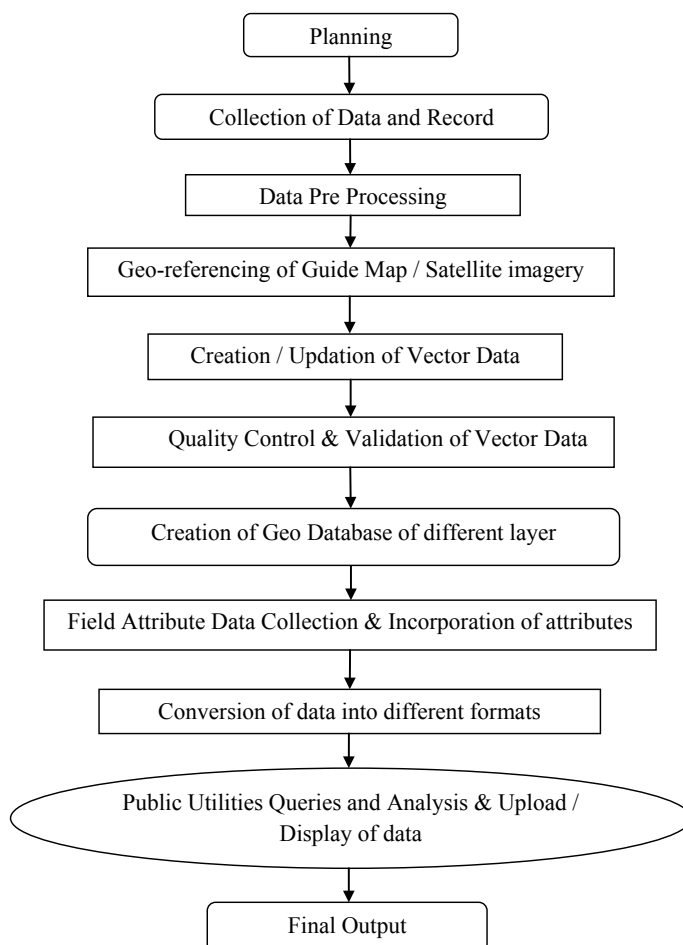 Planning
Collection of Data and Record
Data Pre Processing
Geo-referencing of Guide Map / Satellite imagery
Creation / Updation of Vector Data
Quality Control & Validation of Vector Data
Creation of Geo Database of different layer
Field Attribute Data Collection & Incorporation of attributes
Conversion of data into different formats
Public Utilities Queries and Analysis & Upload /
Display of data
Final Output